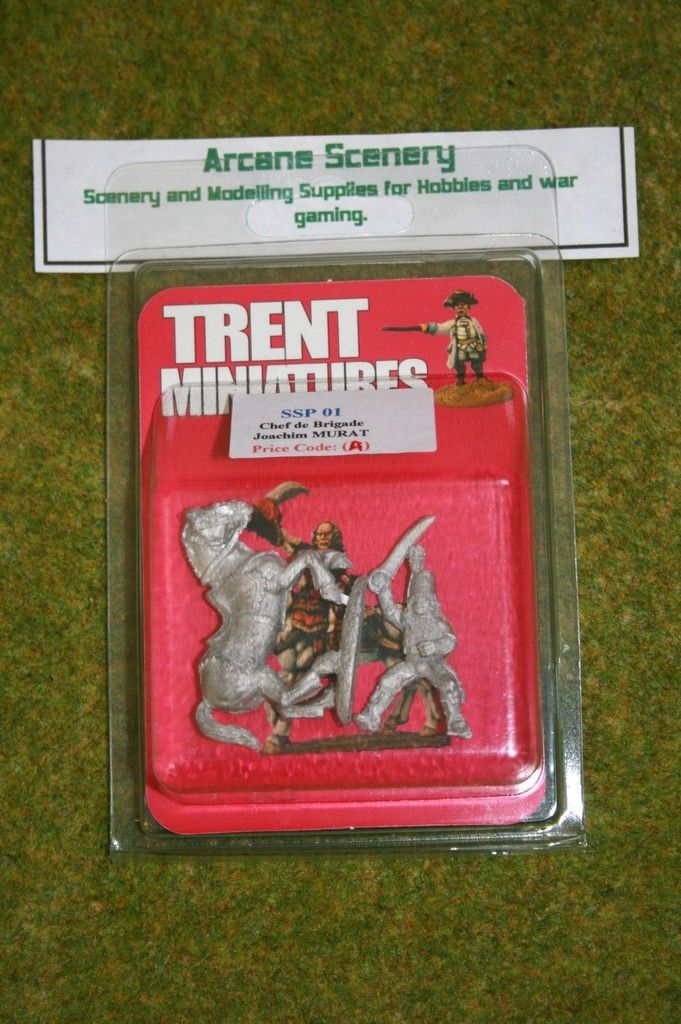 Arcane Scenery
Scenery and Modelling Supplies for Hobbies and war
gaming.
TRENT
MINIATURES
SSP 01
Chef de Brigade
Joachim MURAT
Price Code: (A)